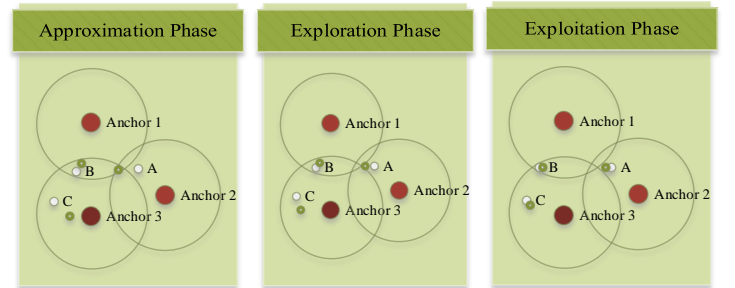 Approximation Phase
Anchor 1
B
A
C
Anchor 2
Anchor 3
Exploration Phase
Anchor 1
B
A
C
Anchor 2
Anchor 3
Exploitation Phase
Anchor 1
B
A
C
Anchor 2
Anchor 3